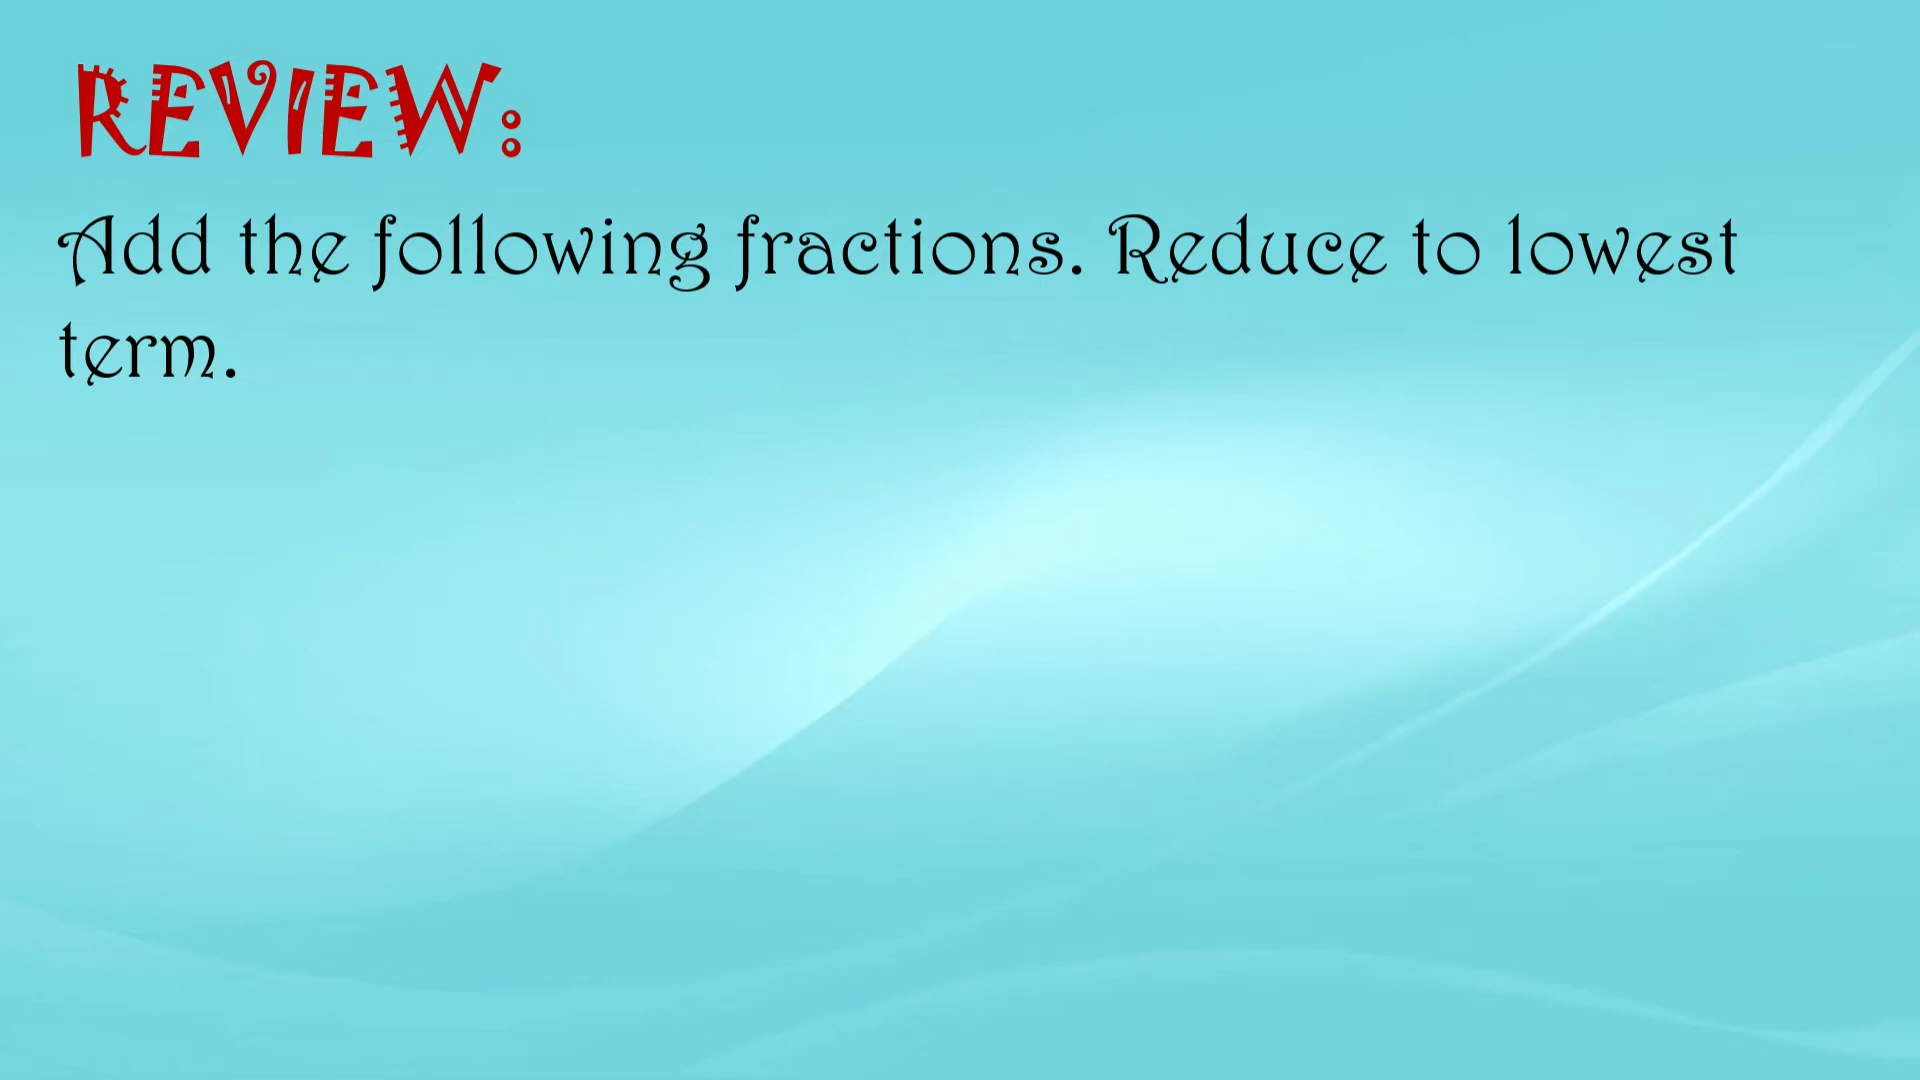 REVIEW:
Add the following fractions. Reduce to lowest
term.